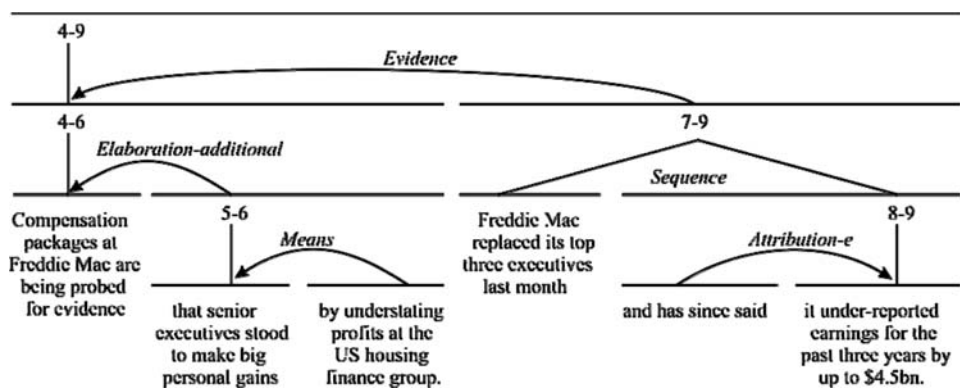 4-9
Evidence
4-6
7-9
Elaboration-additional
Sequence
5-6
8-9
Compensation
packages at
Freddie Mac are
being probed
for evidence
Means
that senior
executives stood
to make big
personal gains
by understating
profits at the
US housing
finance group.
Freddie Mac
replaced its top
three executives
last month
Attribution-e
and has since said
it under-reported
earnings for the
past three years by
up to $4.5bn.